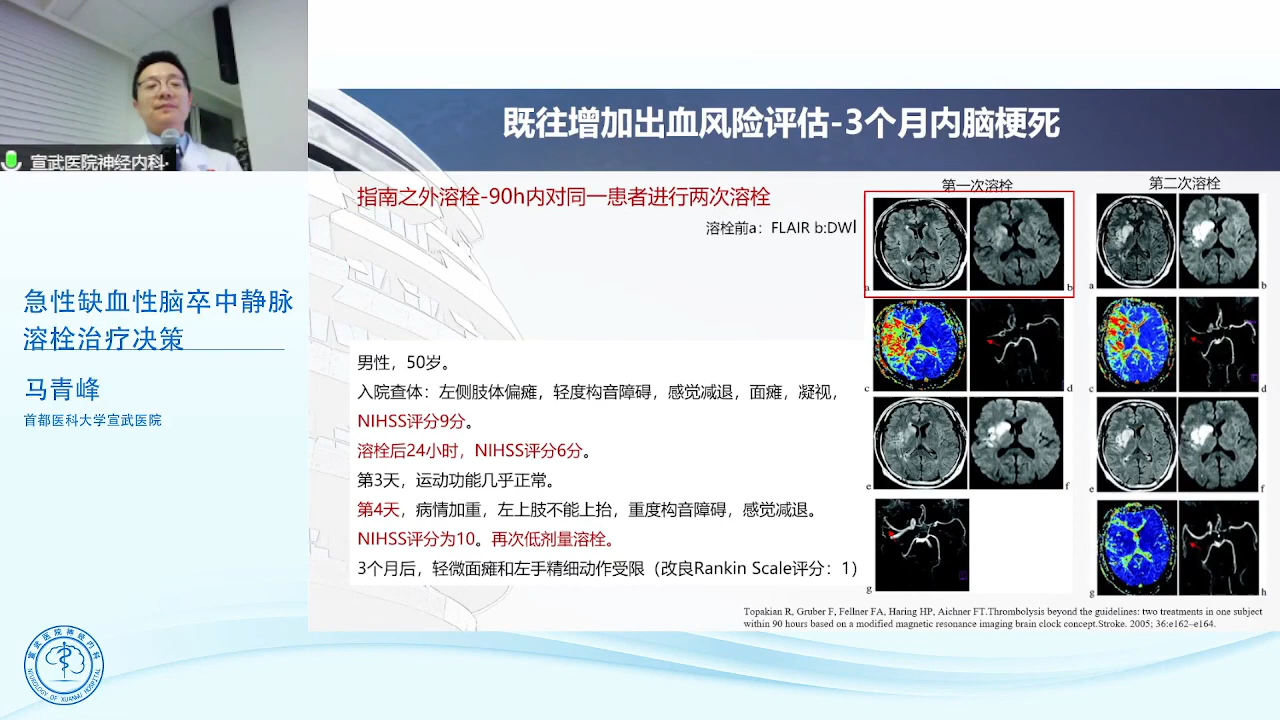 宣武医院神经内科
急性缺血性脑卒中静脉
溶栓治疗决策
马青峰
首都医科大学宣武医院
宣武医院神经内科
NEUROLOGY OF XUANWU HOSPITAL
既往增加出血风险评估-3个月内脑梗死
指南之外溶栓-90h内对同一患者进行两次溶栓
溶栓前a：FLAIR b:DWI
男性，50岁。
入院查体：左侧肢体偏瘫，轻度构音障碍，感觉减退，面瘫，凝视，
NIHSS评分9分。
溶栓后24小时，NIHSS评分6分。
第3天，运动功能几乎正常。
第4天，病情加重，左上肢不能上抬，重度构音障碍，感觉减退。
NIHSS评分为10。再次低剂量溶栓。
3个月后，轻微面瘫和左手精细动作受限（改良Rankin Scale评分：1）
第一次溶栓
a b
c d
e f
g
第二次溶栓
a b
c d
e f
g h
Topakian R, Gruber F, Fellner FA, Haring HP, Aichner FT.Thrombolysis beyond the guidelines: two treatments in one subject
within 90 hours based on a modified magnetic resonance imaging brain clock concept.Stroke. 2005; 36:e162–e164.